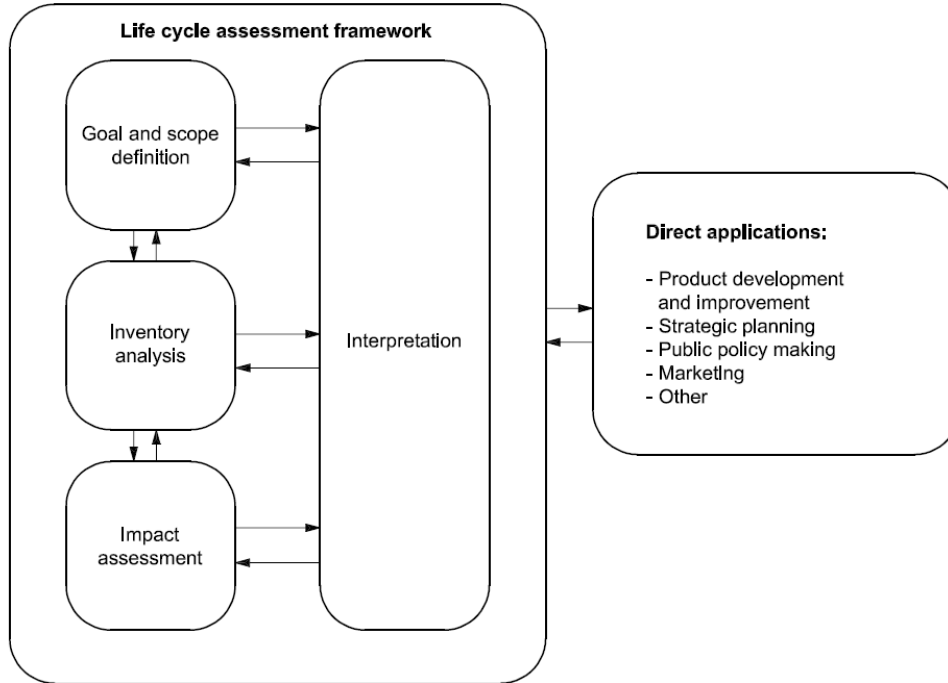 Life cycle assessment framework
Goal and scope
definition
Inventory
analysis
Impact
assessment
Interpretation
Direct applications:
- Product development
and improvement
- Strategic planning
- Public policy making
- Marketing
- Other